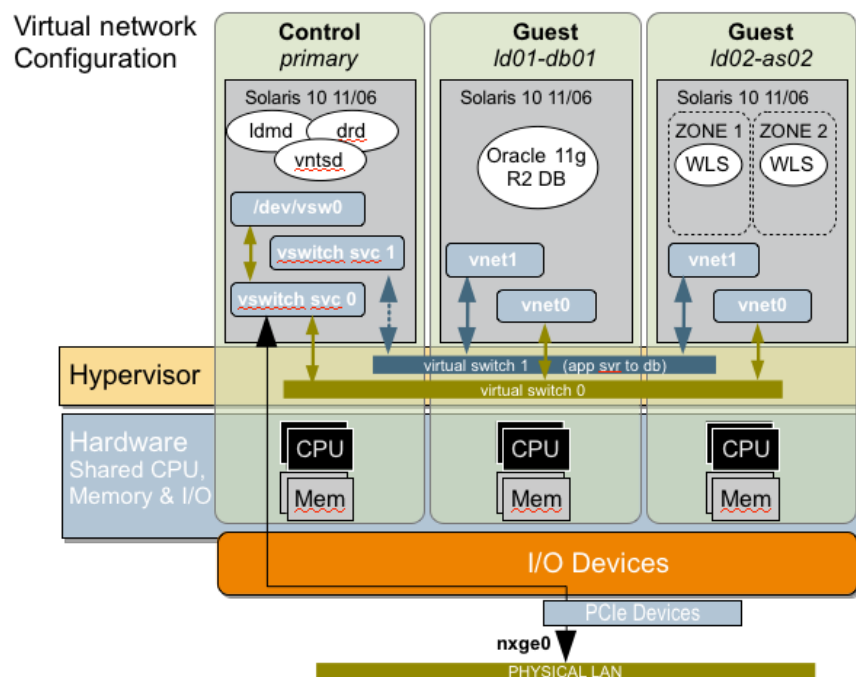 Virtual network
Configuration
Control
primary
Solaris 10 11/06
ldmd
drd
vntsd
/dev/vsw0
vswitch svc 1
vswitch svc 0
Guest
ld01-db01
Solaris 10 11/06
Oracle 11g
R2 DB
vnet1
vnet0
Guest
ld02-as02
Solaris 10 11/06
ZONE 1
WLS
ZONE 2
WLS
vnet1
vnet0
Hypervisor
virtual switch 1 (app svr to db)
virtual switch 0
Hardware
Shared CPU,
Memory & I/O
CPU
Mem
CPU
Mem
CPU
Mem
I/O Devices
PCIe Devices
nxge0
PHYSICAL LAN